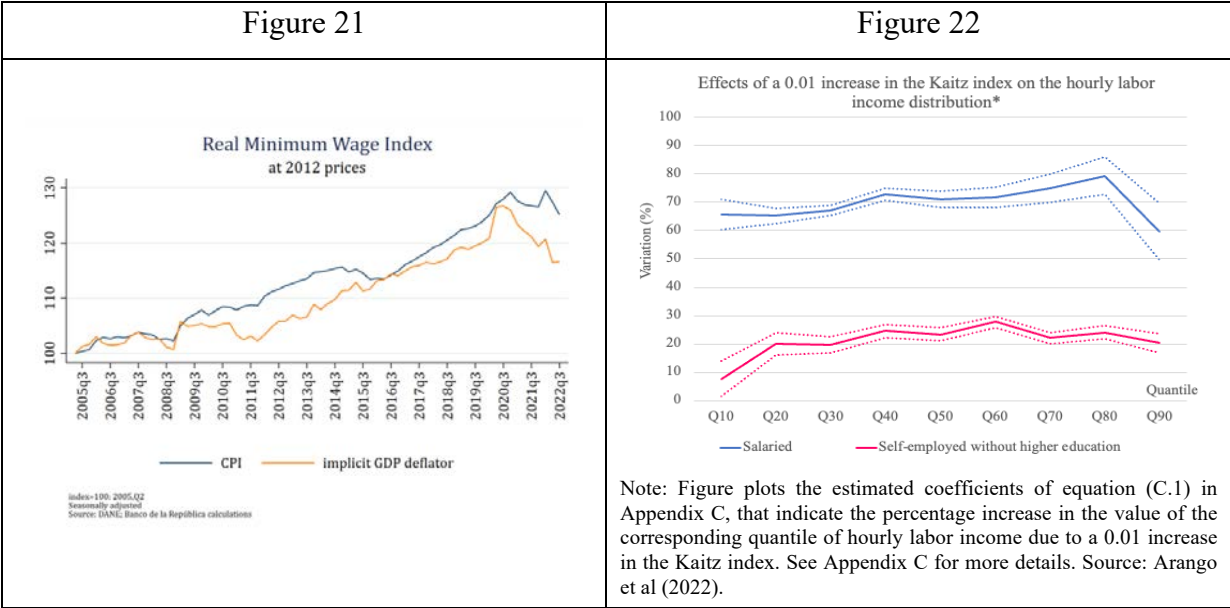 Figure 21
Figure 22
Real Minimum Wage Index
at 2012 prices
130
120
110
100
2005q3
2006q3
2007q3
2008q3
2009q3
2010q3
2011q3
2012q3
2013q3
2014q3
2015q3
2016q3
2017q3
2018q3
2019q3
2020q3
2021q3
2022q3
CPI
implicit GDP deflator
index=100: 2005,Q2
Seasonally adjusted
Source: DANE; Banco de la República calculations
Effects of a 0.01 increase in the Kaitz index on the hourly labor
income distribution*
Variation (%)
100
90
80
70
60
50
40
30
20
10
0
Quantile
Q10
Q20
Q30
Q40
Q50
Q60
Q70
Q80
Q90
Salaried
Self-employed without higher education
Note: Figure plots the estimated coefficients of equation (C.1) in
Appendix C, that indicate the percentage increase in the value of the
corresponding quantile of hourly labor income due to a 0.01 increase
in the Kaitz index. See Appendix C for more details. Source: Arango
et al (2022).